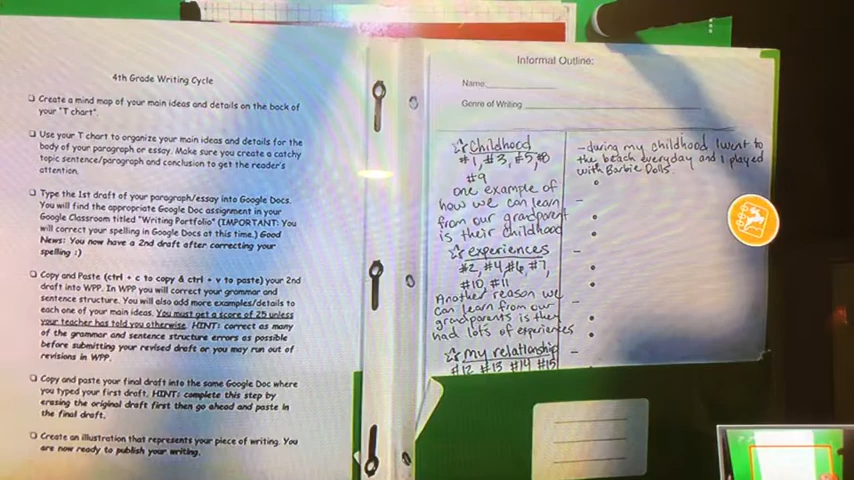 4th Grade Writing Cycle
❑ Create a mind map of your main ideas and details on the back of
your "T chart".
❑ Use your T chart to organize your main ideas and details for the
body of your paragraph or essay. Make sure you create a catchy
topic sentence/paragraph and conclusion to get the reader's
attention.
❑ Type the 1st draft of your paragraph/essay into Google Docs.
You will find the appropriate Google Doc assignment in your
Google Classroom titled "Writing Portfolio" (IMPORTANT: You
will correct your spelling in Google Docs at this time.) Good
News: You now have a 2nd draft after correcting your
spelling :)
❑ Copy and Paste (ctrl + c to copy & ctrl + v to paste) your 2nd
draft into WPP. In WPP you will correct your grammar and
sentence structure. You will also add more examples/details to
each one of your main ideas. You must get a score of 25 unless
your teacher has told you otherwise. HINT: correct as many
of the grammar and sentence structure errors as possible
before submitting your revised draft or you may run out of
revisions in WPP.
❑ Copy and paste your final draft into the same Google Doc where
you typed your first draft. HINT: complete this step by
erasing the original draft first then go ahead and paste in
the final draft.
❑ Create an illustration that represents your piece of writing. You
are now ready to publish your writing.
Informal Outline:
Name:
Genre of Writing
☆ Childhood
#1, #3, #5, #8
#9
one example of
how we can learn
from our grandparent
is their childhood
☆ experiences
#2, #4, #6, #7,
#10, #11
Another reason we
can learn from our
grandparents is they
had lots of experiences
☆ my relationship
#12 #13 #14 #15
- during my childhood I went to
the beach everyday and I played
with Barbie Dolls.